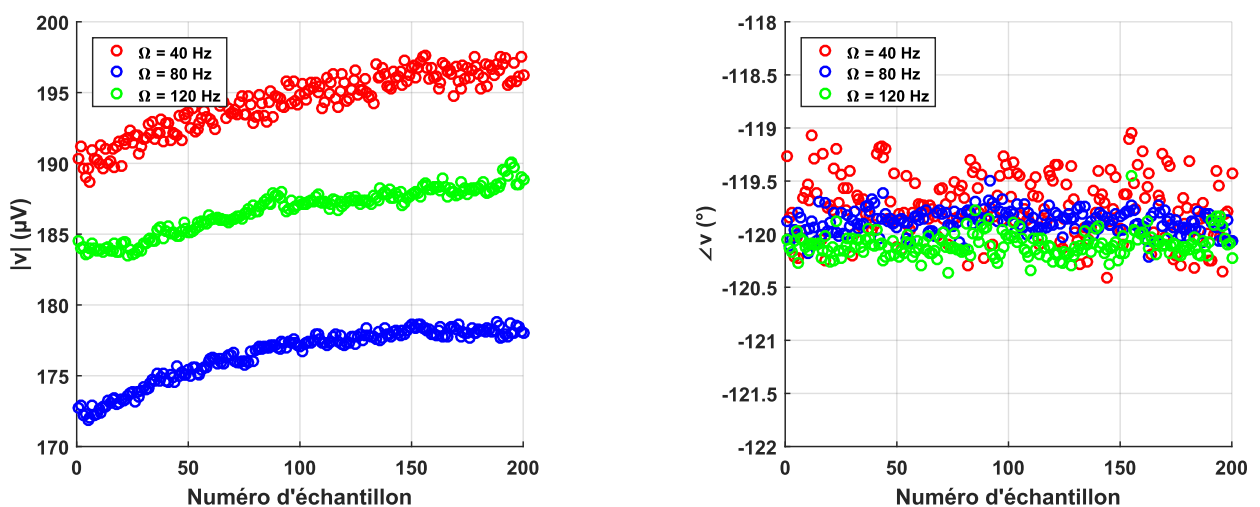 200
195
190
185
180
175
170
|v| (µV)
Ω = 40 Hz
Ω = 80 Hz
Ω = 120 Hz
0
50
100
150
200
Numéro d'échantillon
-118
-118.5
-119
-119.5
-120
-120.5
-121
-121.5
-122
∠v (°)
Ω = 40 Hz
Ω = 80 Hz
Ω = 120 Hz
0
50
100
150
200
Numéro d'échantillon